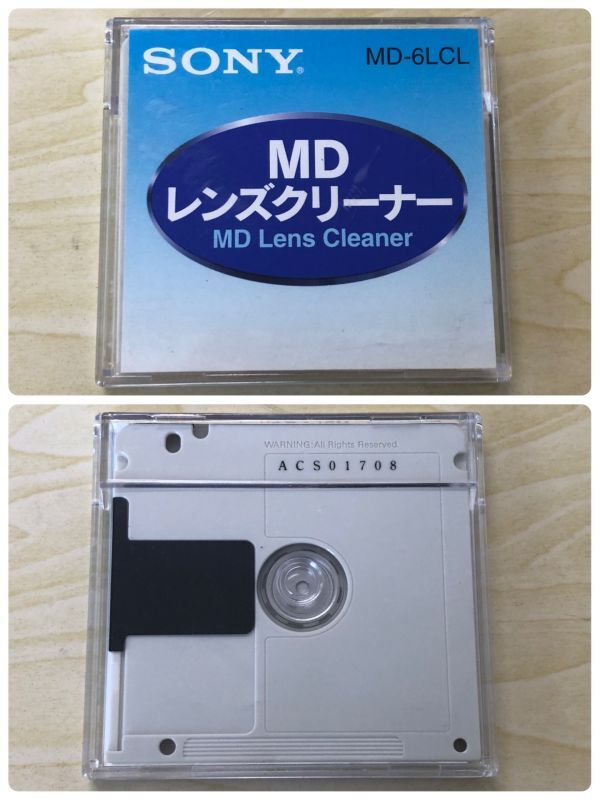 SONY® MD-6LCL
MD
レンズクリーナー
MD Lens Cleaner
WARNING: All Rights Reserved.
ACS01708